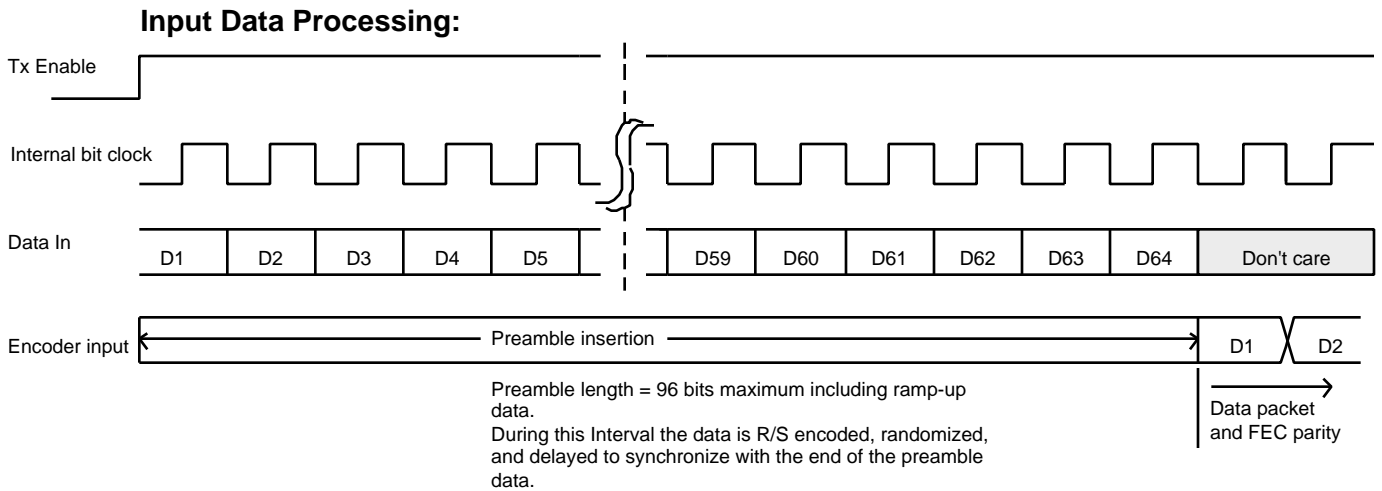 Input Data Processing:
Tx Enable
Internal bit clock
Data In
D1 D2 D3 D4 D5 D59 D60 D61 D62 D63 D64 Don't care
Encoder input
Preamble insertion
D1 D2
Preamble length = 96 bits maximum including ramp-up
data.
During this Interval the data is R/S encoded, randomized,
and delayed to synchronize with the end of the preamble
data.
Data packet
and FEC parity